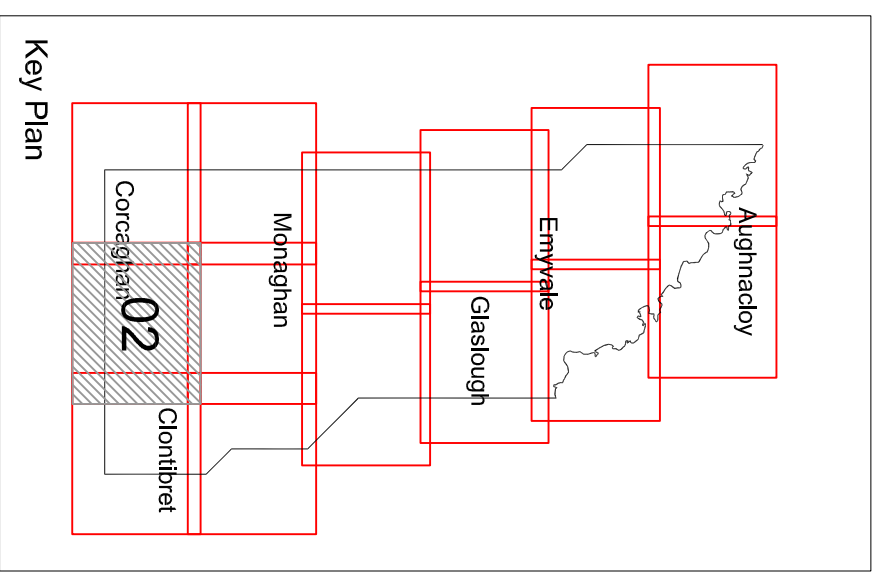 Key Plan
Aughnacloy
Emyvale
Glaslough
Monaghan
Clontibret
Corcaghan
02